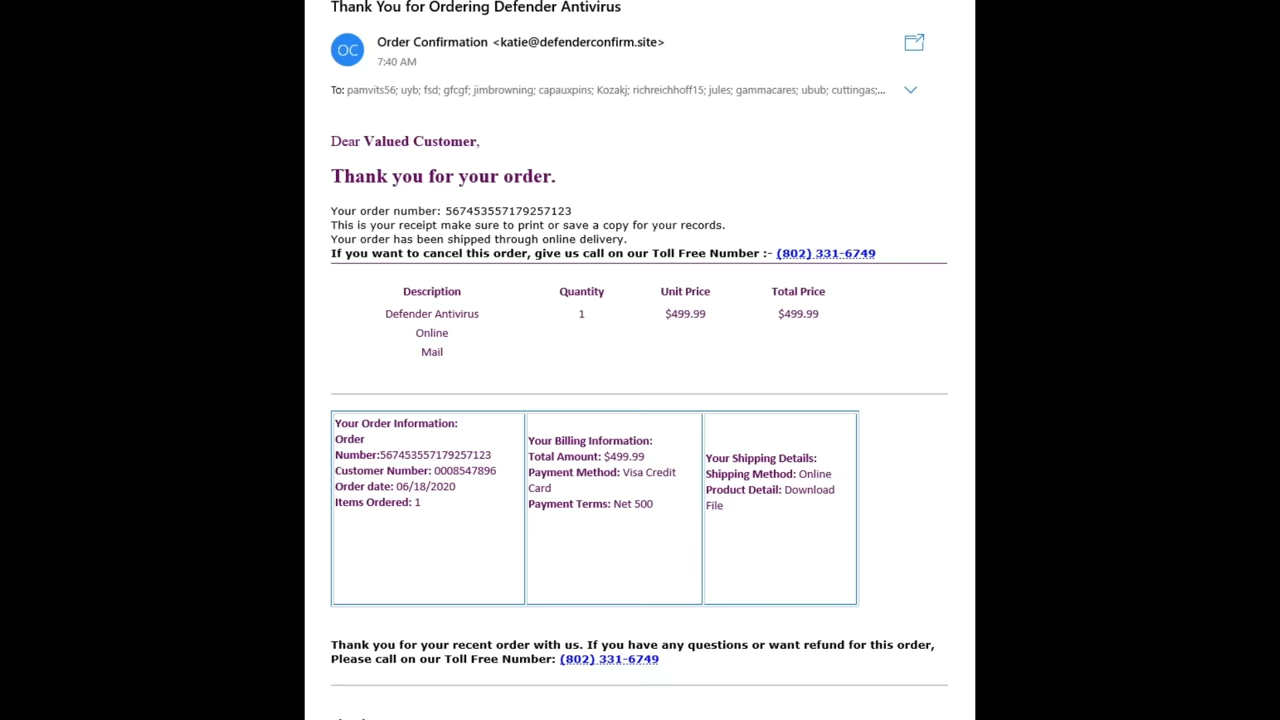 Thank You for Ordering Defender Antivirus
OC
Order Confirmation <katie@defenderconfirm.site>
7:40 AM
To: pamvits56; uyb; fsd; gfcgf; jimbrowning; capauxpins; Kozakj; richreichhoff15; jules; gammacares; ubub; cuttingas;...
Dear Valued Customer,
Thank you for your order.
Your order number: 567453557179257123
This is your receipt make sure to print or save a copy for your records.
Your order has been shipped through online delivery.
If you want to cancel this order, give us call on our Toll Free Number :- (802) 331-6749
Description Quantity Unit Price Total Price
Defender Antivirus 1 $499.99 $499.99
Online
Mail
Your Order Information:
Order
Number:567453557179257123
Customer Number: 0008547896
Order date: 06/18/2020
Items Ordered: 1
Your Billing Information:
Total Amount: $499.99
Payment Method: Visa Credit
Card
Payment Terms: Net 500
Your Shipping Details:
Shipping Method: Online
Product Detail: Download
File
Thank you for your recent order with us. If you have any questions or want refund for this order,
Please call on our Toll Free Number: (802) 331-6749